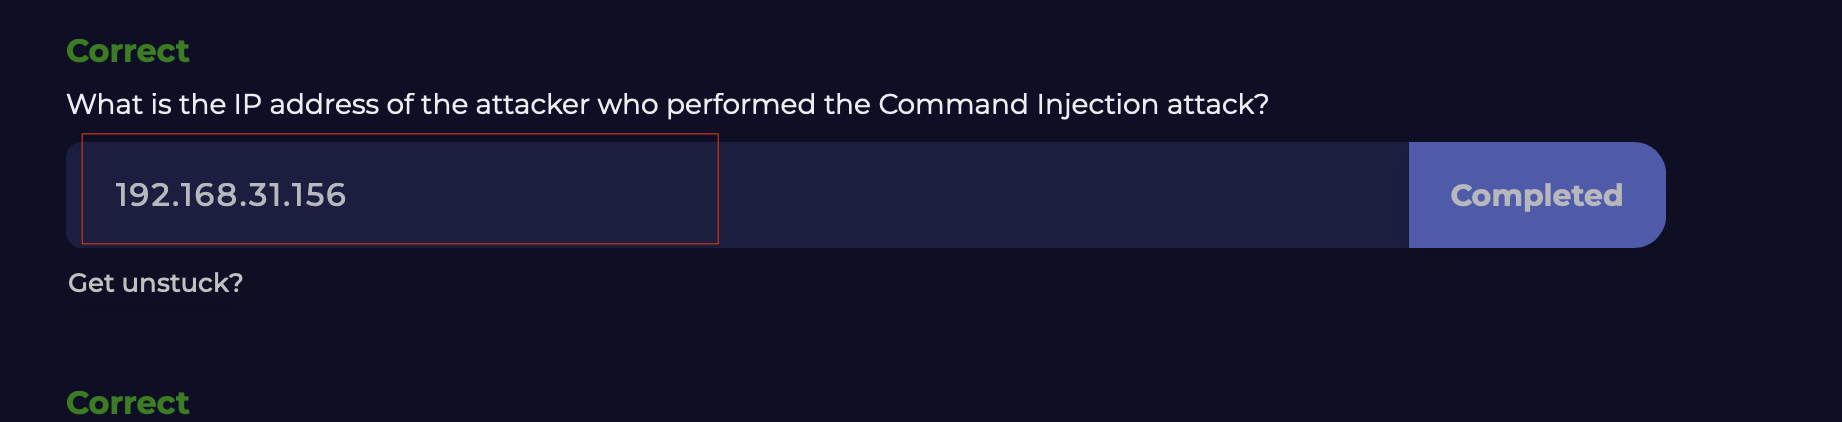 Correct
What is the IP address of the attacker who performed the Command Injection attack?
192.168.31.156
Completed
Get unstuck?
Correct